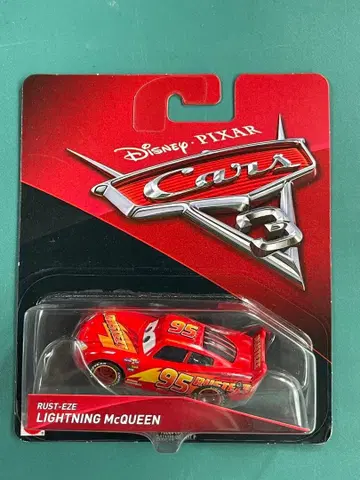 Disney·PIXAR
Cars
3
95
95
RUST-EZE
LIGHTNING McQUEEN